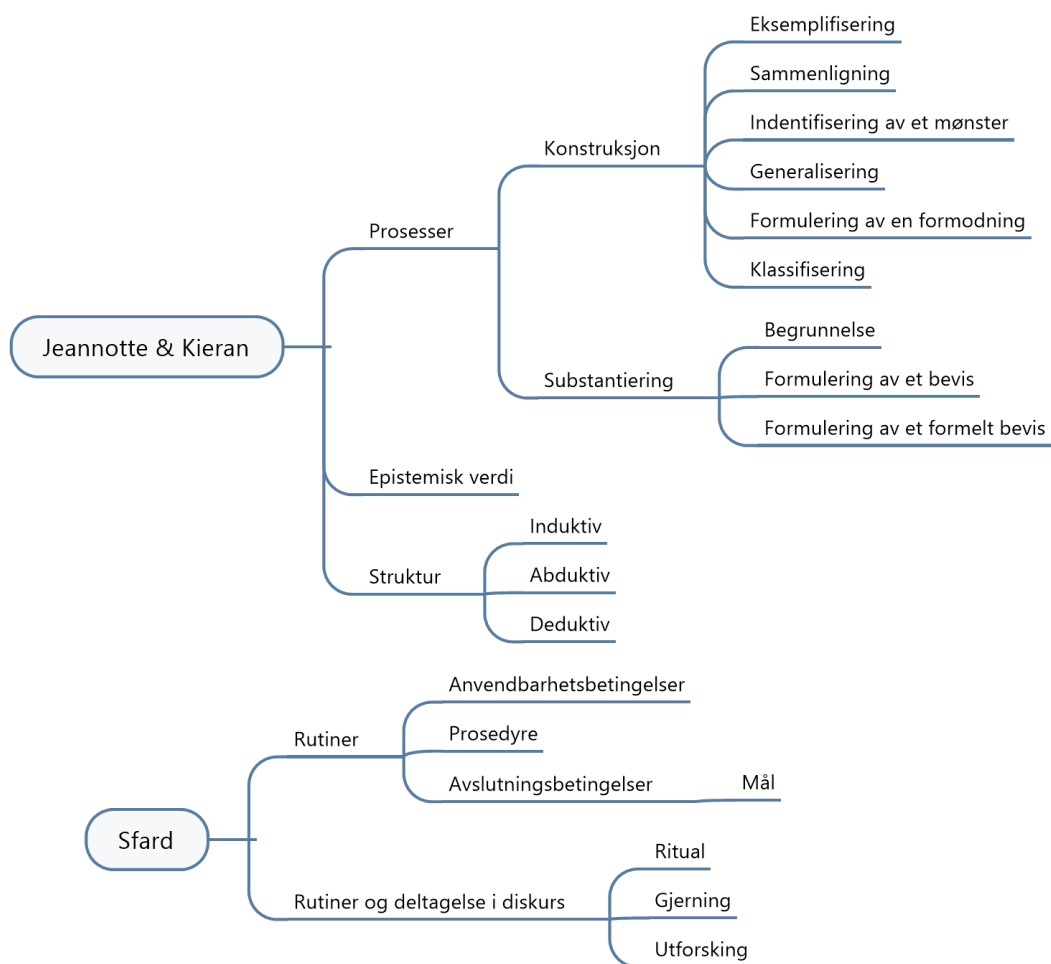 Jeannotte & Kieran
Prosesser
Konstruksjon
Eksemplifisering
Sammenligning
Indentifisering av et mønster
Generalisering
Formulering av en formodning
Klassifisering
Substantiering
Begrunnelse
Formulering av et bevis
Formulering av et formelt bevis
Epistemisk verdi
Struktur
Induktiv
Abduktiv
Deduktiv
Sfard
Rutiner
Anvendbarhetsbetingelser
Prosedyre
Avslutningsbetingelser
Mål
Rutiner og deltagelse i diskurs
Ritual
Gjerning
Utforsking